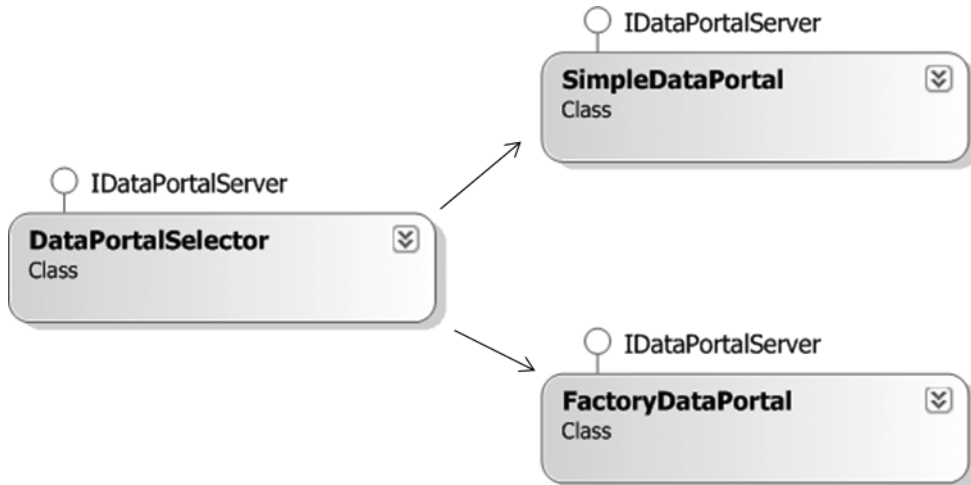 IDataPortalServer
SimpleDataPortal
Class
IDataPortalServer
DataPortalSelector
Class
IDataPortalServer
FactoryDataPortal
Class